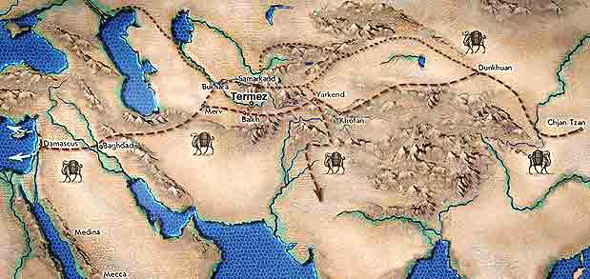 Dunkhuan
Samarkand
Bukhara
Termez
Yarkend
Merv
Balkh
Khotan
Chjan Tzan
Damascus
Baghdad
Medina
Mecca